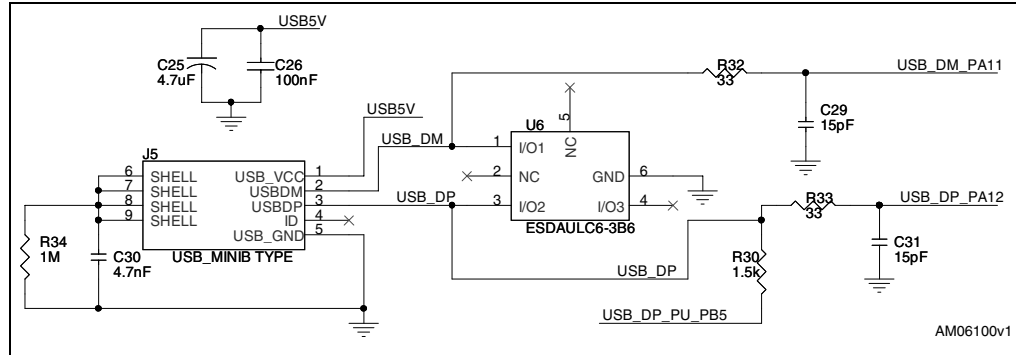 USB5V
C25
4.7uF
C26
100nF
R32
33
USB_DM_PA11
C29
15pF
USB5V
USB_DM
U6
5
NC
1
I/O1
2
NC
3
I/O2
GND
6
I/O3
4
ESDAULC6-3B6
J5
6
SHELL
7
SHELL
8
SHELL
9
SHELL
USB_VCC
1
USBDM
2
USBDP
3
ID
4
USB_GND
5
USB_MINIB TYPE
USB_DP
R33
33
USB_DP_PA12
C31
15pF
R34
1M
C30
4.7nF
USB_DP
R30
1.5k
USB_DP_PU_PB5
AM06100v1